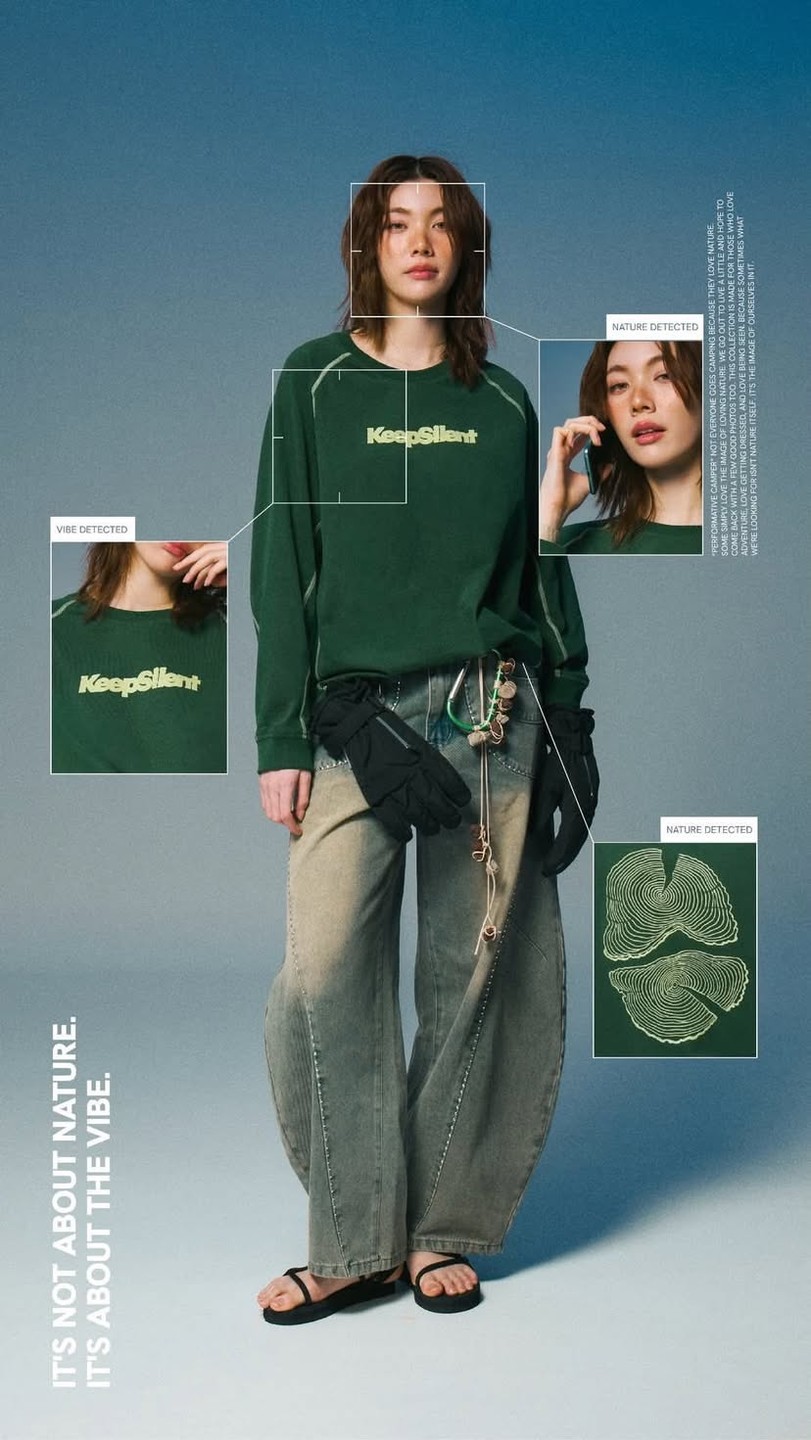 KeepSilent
NATURE DETECTED
"PERFORMATIVE CAMPER" NOT EVERYONE GOES CAMPING BECAUSE THEY LOVE NATURE.
SOME SIMPLY LOVE THE IMAGE OF LOVING NATURE. WE GO OUT TO LIVE A LITTLE AND HOPE TO
COME BACK WITH A FEW GOOD PHOTOS TOO. THIS COLLECTION IS MADE FOR THOSE WHO LOVE
ADVENTURE, LOVE GETTING DRESSED, AND LOVE BEING SEEN. BECAUSE SOMETIMES WHAT
WE'RE LOOKING FOR ISN'T NATURE ITSELF. IT'S THE IMAGE OF OURSELVES IN IT.
VIBE DETECTED
KeepSilent
NATURE DETECTED
IT'S NOT ABOUT NATURE.
IT'S ABOUT THE VIBE.